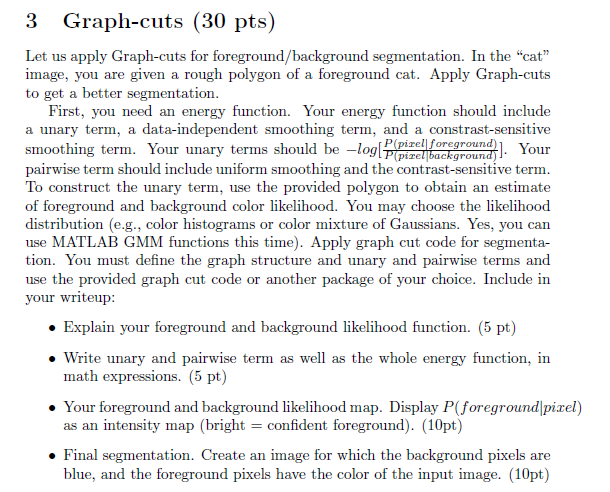 3 Graph-cuts (30 pts)
Let us apply Graph-cuts for foreground/background segmentation. In the “cat”
image, you are given a rough polygon of a foreground cat. Apply Graph-cuts
to get a better segmentation.
First, you need an energy function. Your energy function should include
a unary term, a data-independent smoothing term, and a constrast-sensitive
smoothing term. Your unary terms should be −log[P(pixel|foreground)/P(pixel|background)]. Your
pairwise term should include uniform smoothing and the contrast-sensitive term.
To construct the unary term, use the provided polygon to obtain an estimate
of foreground and background color likelihood. You may choose the likelihood
distribution (e.g., color histograms or color mixture of Gaussians. Yes, you can
use MATLAB GMM functions this time). Apply graph cut code for segmenta-
tion. You must define the graph structure and unary and pairwise terms and
use the provided graph cut code or another package of your choice. Include in
your writeup:
• Explain your foreground and background likelihood function. (5 pt)
• Write unary and pairwise term as well as the whole energy function, in
math expressions. (5 pt)
• Your foreground and background likelihood map. Display P(foreground|pixel)
as an intensity map (bright = confident foreground). (10pt)
• Final segmentation. Create an image for which the background pixels are
blue, and the foreground pixels have the color of the input image. (10pt)